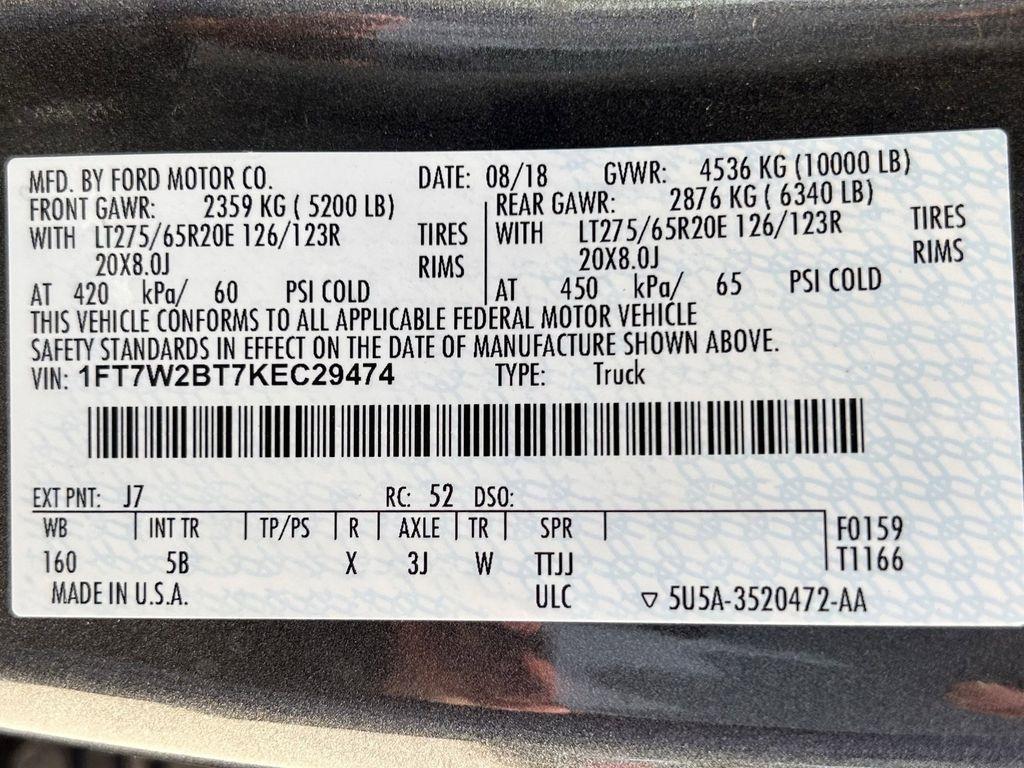 MFD. BY FORD MOTOR CO. DATE: 08/18 GVWR: 4536 KG (10000 LB)
FRONT GAWR: 2359 KG ( 5200 LB) REAR GAWR: 2876 KG ( 6340 LB)
WITH LT275/65R20E 126/123R TIRES WITH LT275/65R20E 126/123R TIRES
20X8.0J RIMS 20X8.0J RIMS
AT 420 kPa/ 60 PSI COLD AT 450 kPa/ 65 PSI COLD
THIS VEHICLE CONFORMS TO ALL APPLICABLE FEDERAL MOTOR VEHICLE
SAFETY STANDARDS IN EFFECT ON THE DATE OF MANUFACTURE SHOWN ABOVE.
VIN: 1FT7W2BT7KEC29474 TYPE: Truck
EXT PNT: J7 RC: 52 DSO:
WB INT TR TP/PS R AXLE TR SPR F0159
160 5B X 3J W TTJJ T1166
MADE IN U.S.A. ULC ▽ 5U5A-3520472-AA